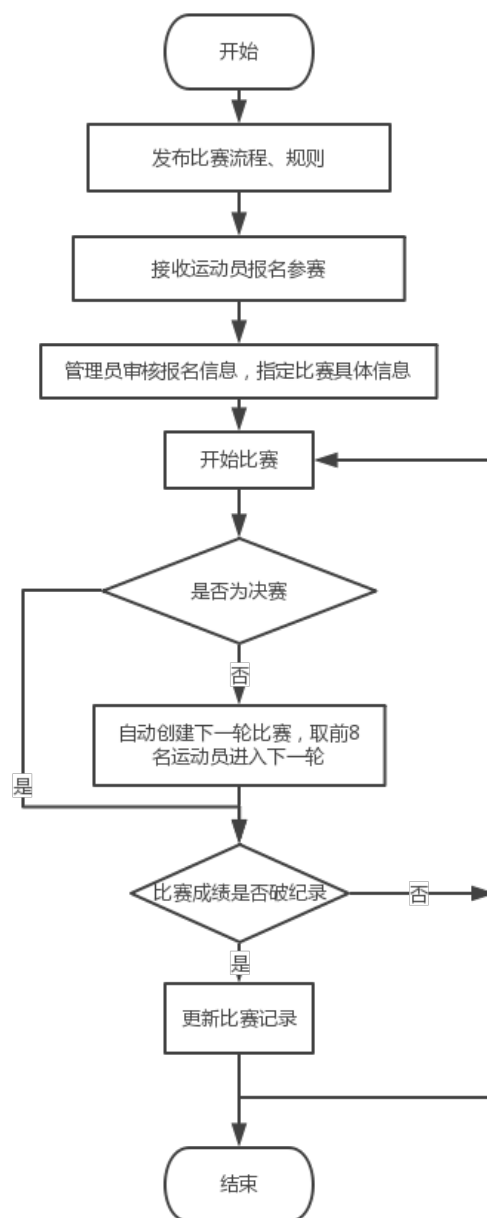 开始
发布比赛流程、规则
接收运动员报名参赛
管理员审核报名信息，指定比赛具体信息
开始比赛
是否为决赛
否
自动创建下一轮比赛，取前8
名运动员进入下一轮
是
比赛成绩是否破纪录
否
是
更新比赛记录
结束